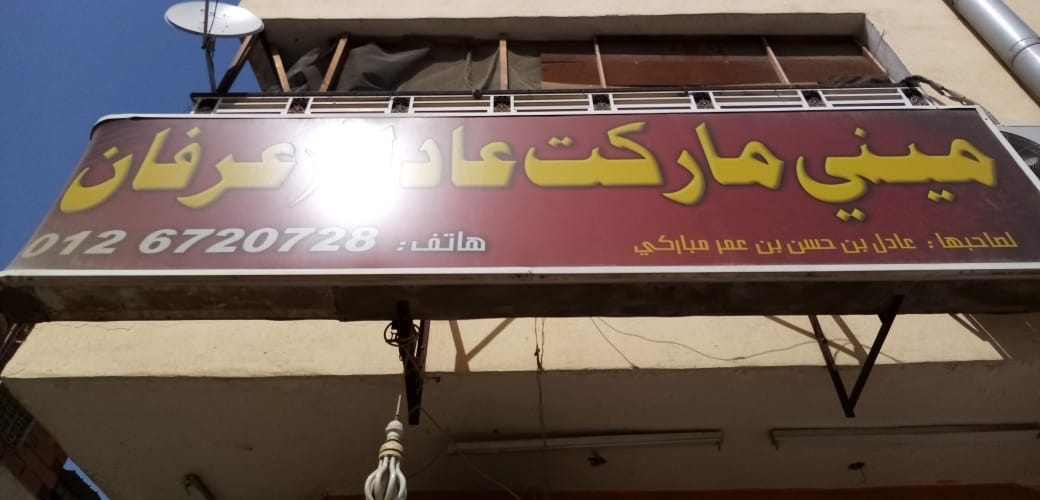 ميني ماركت عادل عرفان
لصاحبها : عادل بن حسن بن عمر مباركي
هاتف : 012 6720728